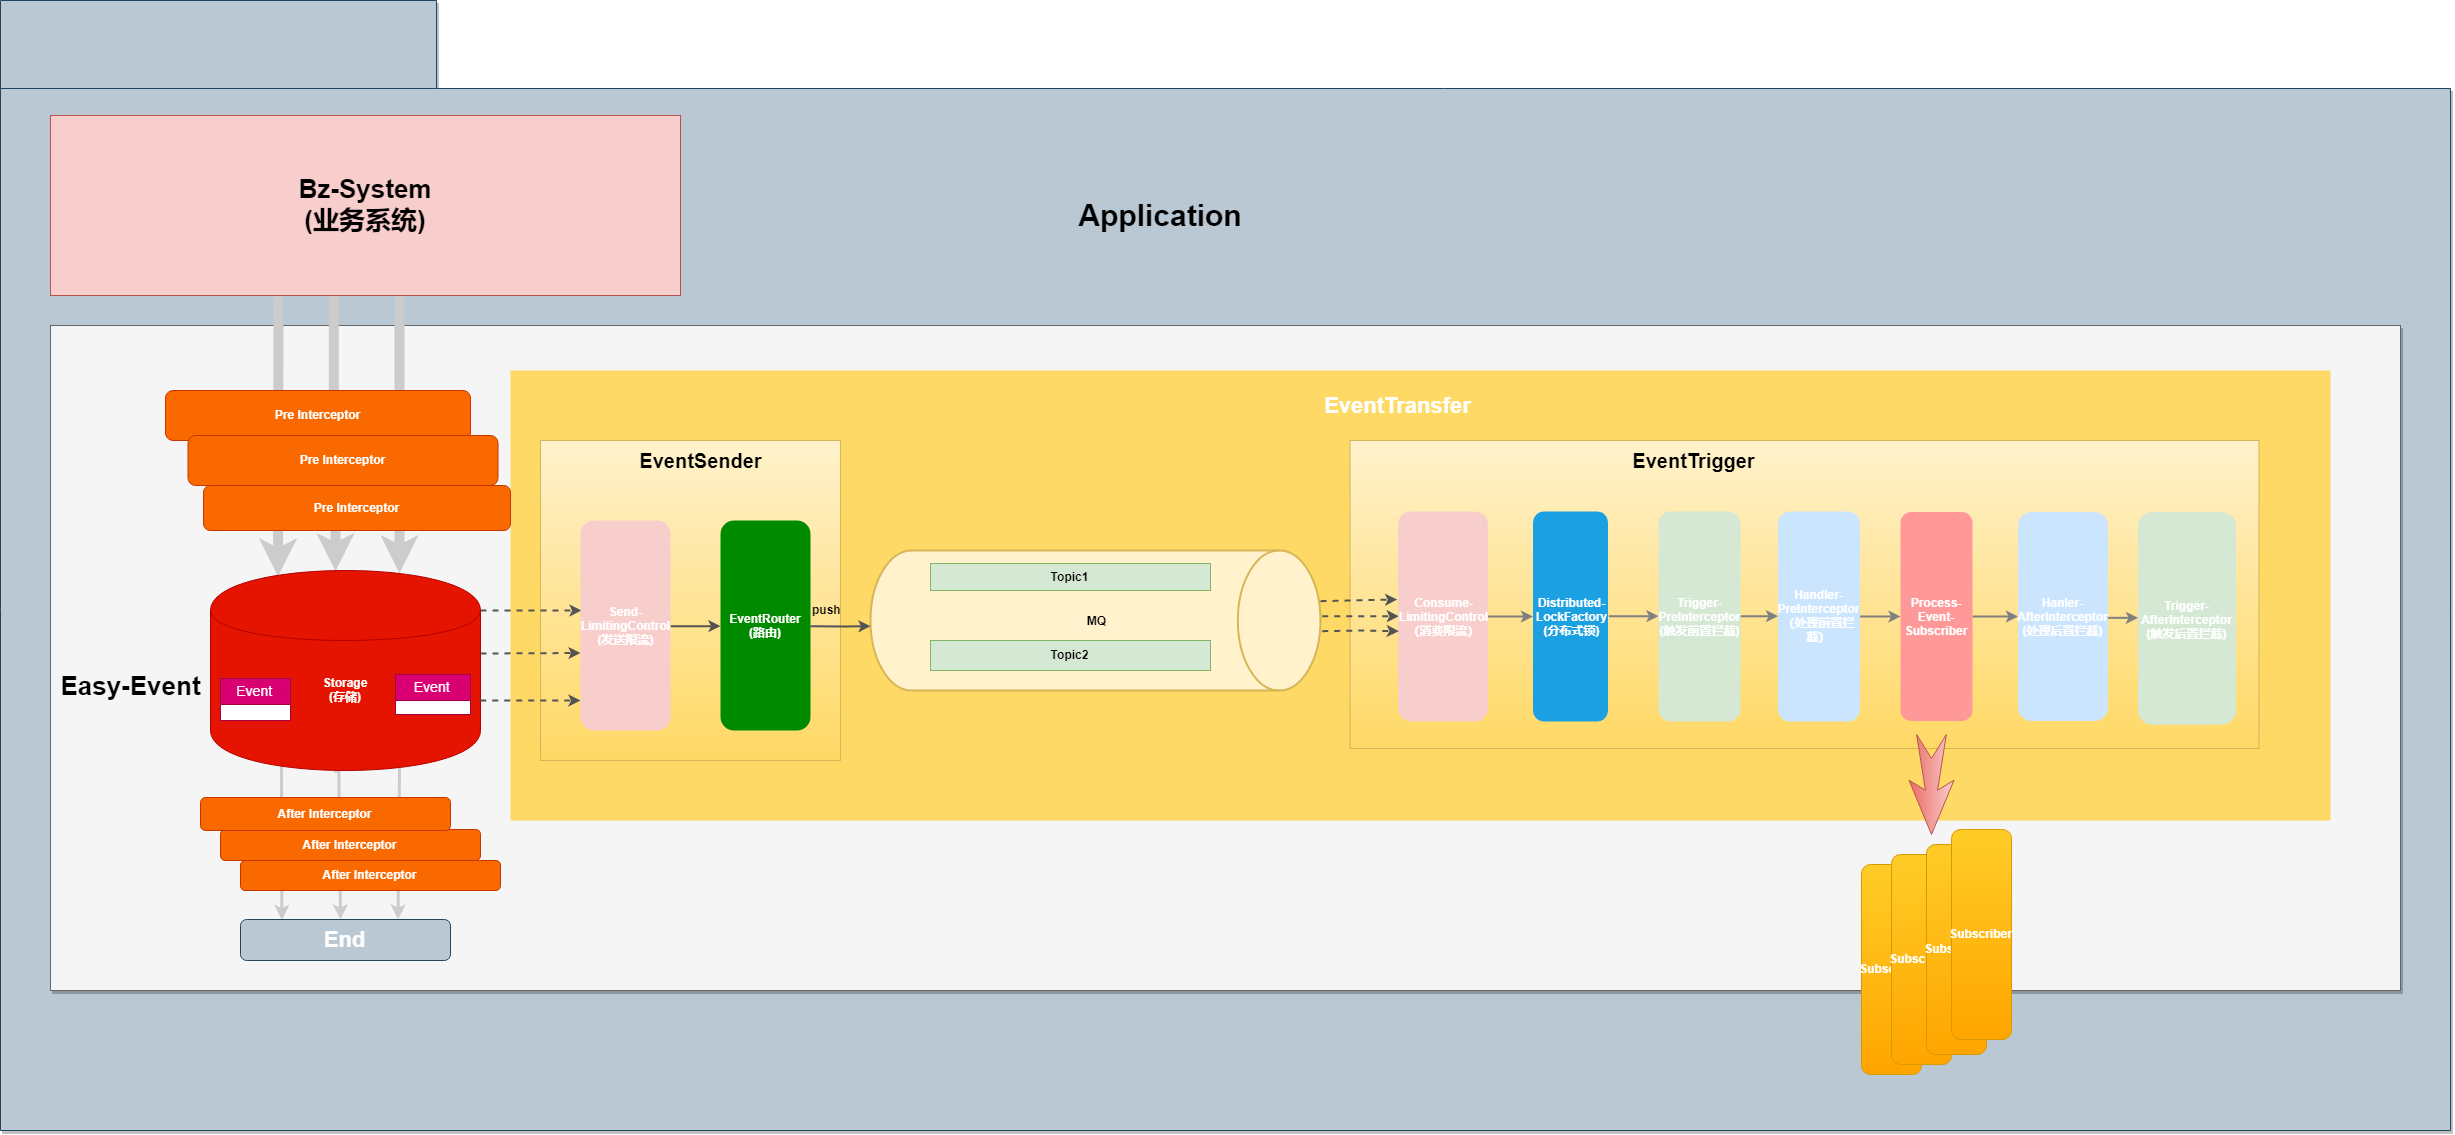 Bz-System
(业务系统)
Application
EventTransfer
Pre Interceptor
Pre Interceptor
Pre Interceptor
EventSender
EventTrigger
Easy-Event
Event
Storage
(存储)
Event
Send-
LimitingControl
(发送限流)
EventRouter
(路由)
push
Topic1
MQ
Topic2
Consume-
LimitingControl
(消费限流)
Distributed-
LockFactory
(分布式锁)
Trigger-
PreInterceptor
(触发前置拦截)
Handler-
PreInterceptor
(处理前置拦
截)
Process-
Event-
Subscriber
Hanler-
AfterInterceptor
(处理后置拦截)
Trigger-
AfterInterceptor
(触发后置拦截)
After Interceptor
After Interceptor
After Interceptor
End
Subsc
Subsc
Subs
Subscriber